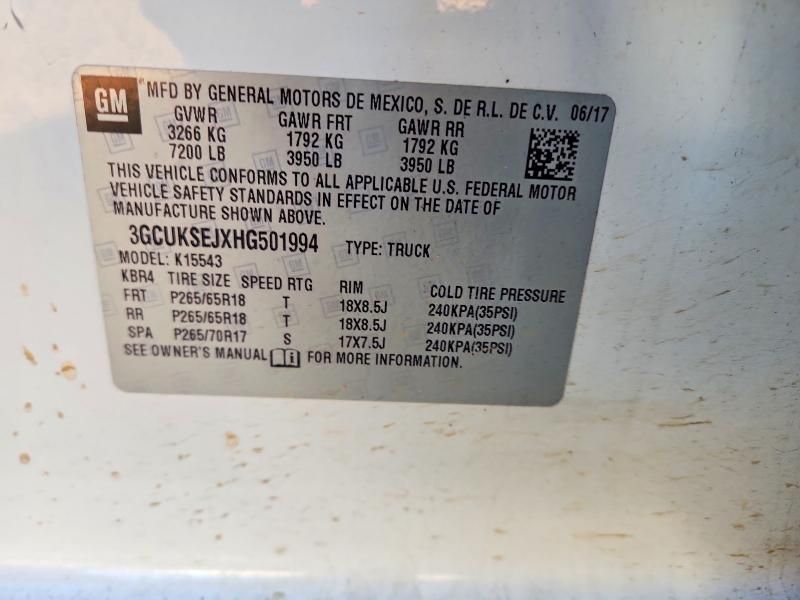 GM
MFD BY GENERAL MOTORS DE MEXICO, S. DE R.L. DE C.V. 06/17
GVWR GAWR FRT GAWR RR
3266 KG 1792 KG 1792 KG
7200 LB 3950 LB 3950 LB
THIS VEHICLE CONFORMS TO ALL APPLICABLE U.S. FEDERAL MOTOR
VEHICLE SAFETY STANDARDS IN EFFECT ON THE DATE OF
MANUFACTURE SHOWN ABOVE.
3GCUKSEJXHG501994 TYPE: TRUCK
MODEL: K15543
KBR4 TIRE SIZE SPEED RTG RIM COLD TIRE PRESSURE
FRT P265/65R18 T 18X8.5J 240KPA(35PSI)
RR P265/65R18 T 18X8.5J 240KPA(35PSI)
SPA P265/70R17 S 17X7.5J 240KPA(35PSI)
SEE OWNER'S MANUAL FOR MORE INFORMATION.